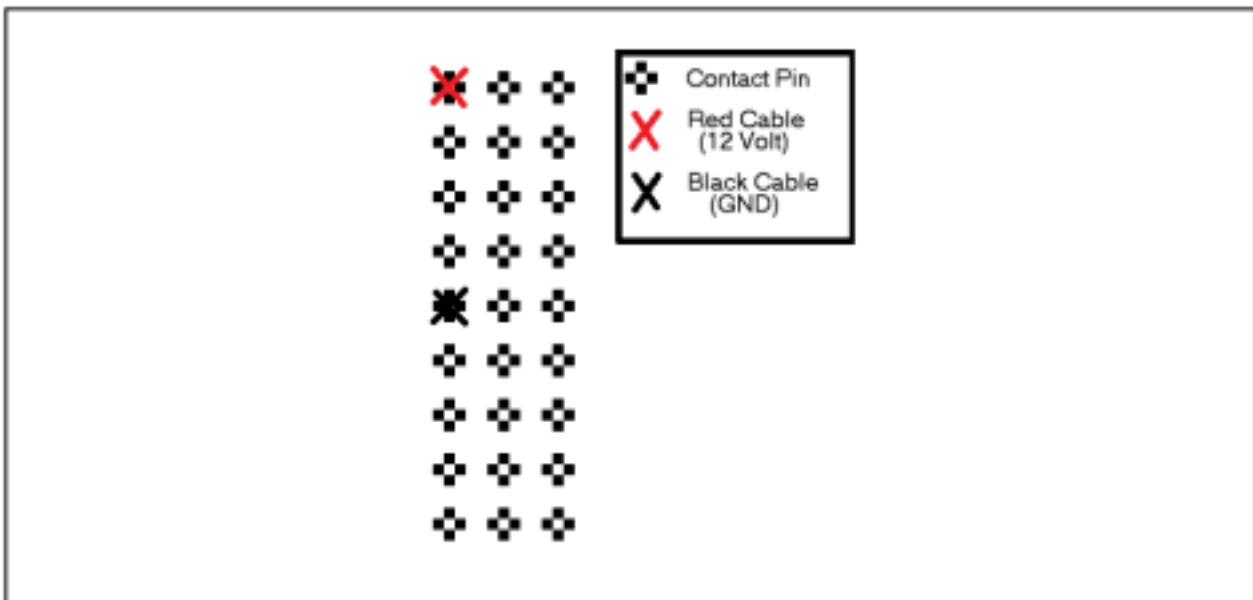 Contact Pin
Red Cable
(12 Volt)
Black Cable
(GND)